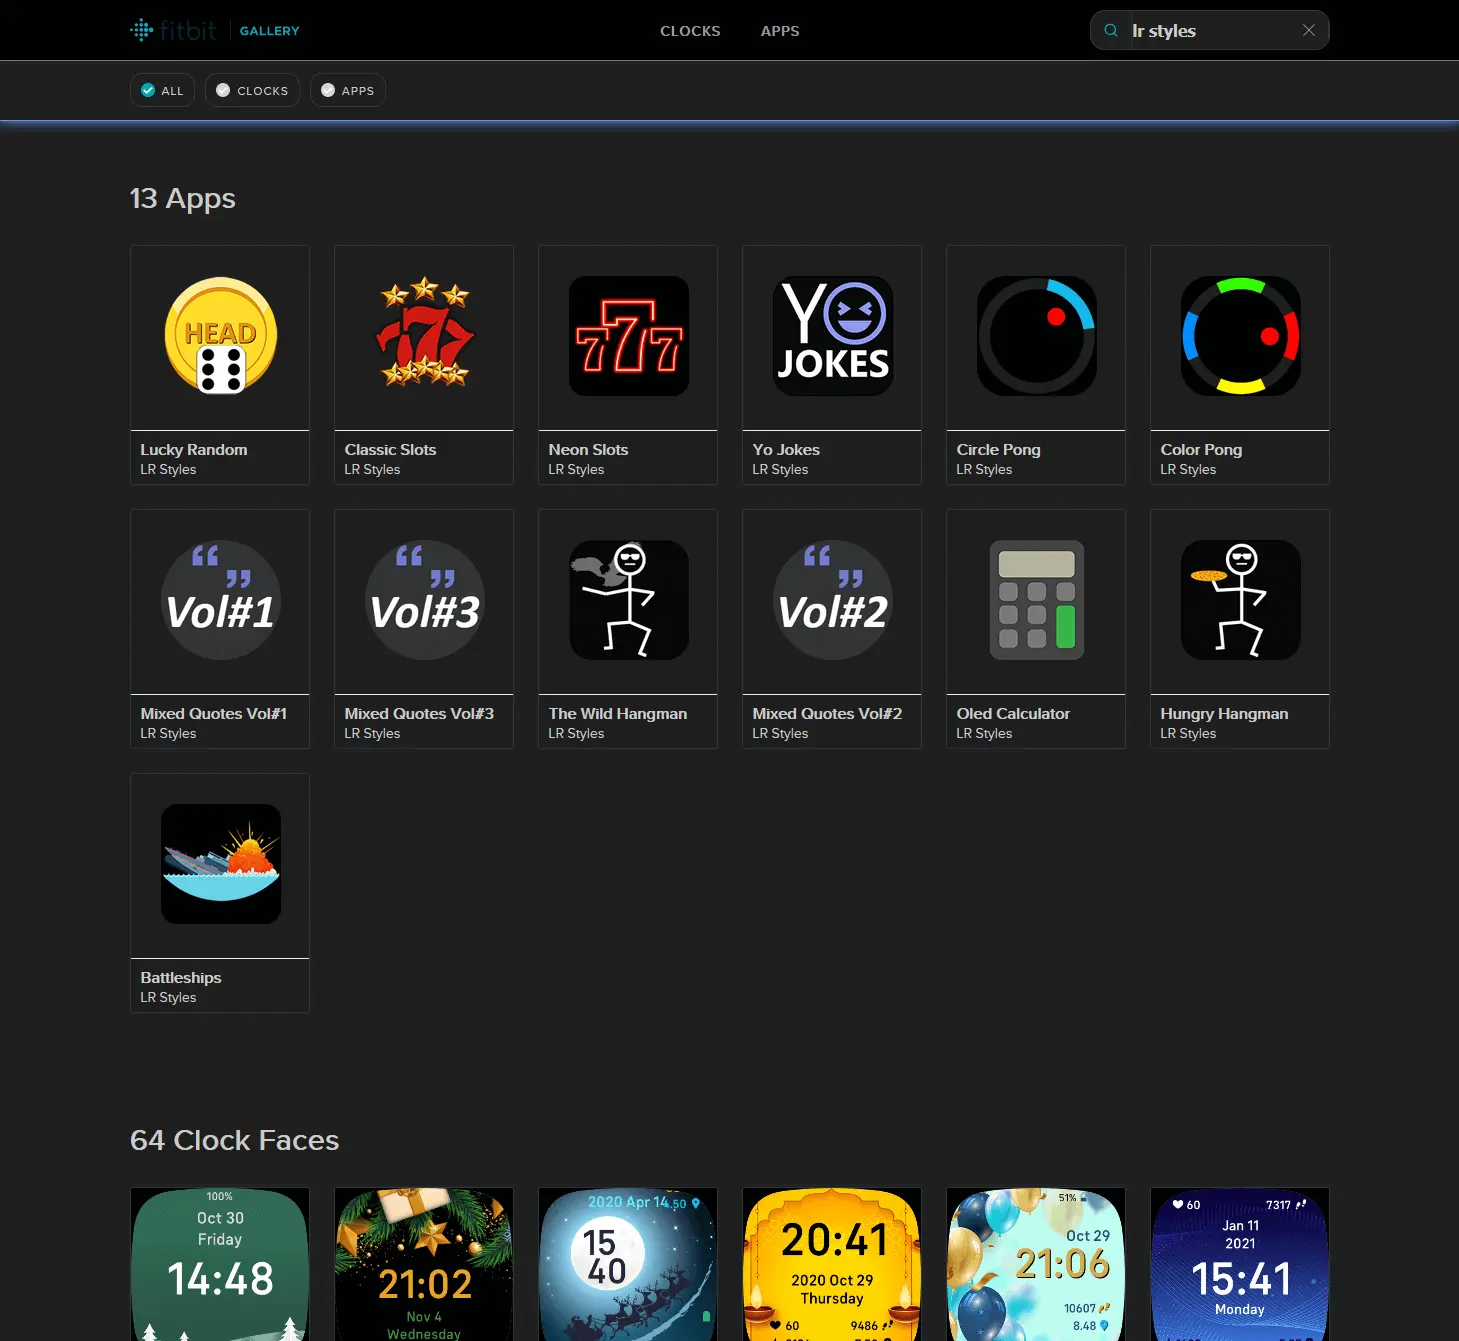 fitbit GALLERY
CLOCKS APPS
lr styles
ALL CLOCKS APPS
13 Apps
HEAD
777
777
YO
JOKES
Lucky Random
LR Styles
Classic Slots
LR Styles
Neon Slots
LR Styles
Yo Jokes
LR Styles
Circle Pong
LR Styles
Color Pong
LR Styles
“
”
Vol#1
“
”
Vol#3
“
”
Vol#2
Mixed Quotes Vol#1
LR Styles
Mixed Quotes Vol#3
LR Styles
The Wild Hangman
LR Styles
Mixed Quotes Vol#2
LR Styles
Oled Calculator
LR Styles
Hungry Hangman
LR Styles
Battleships
LR Styles
64 Clock Faces
100%
Oct 30
Friday
14:48
21:02
Nov 4
Wednesday
2020 Apr 14
.50
15
40
20:41
2020 Oct 29
Thursday
60 9486
51%
Oct 29
21:06
10607
8.48
60 7317
Jan 11
2021
15:41
Monday